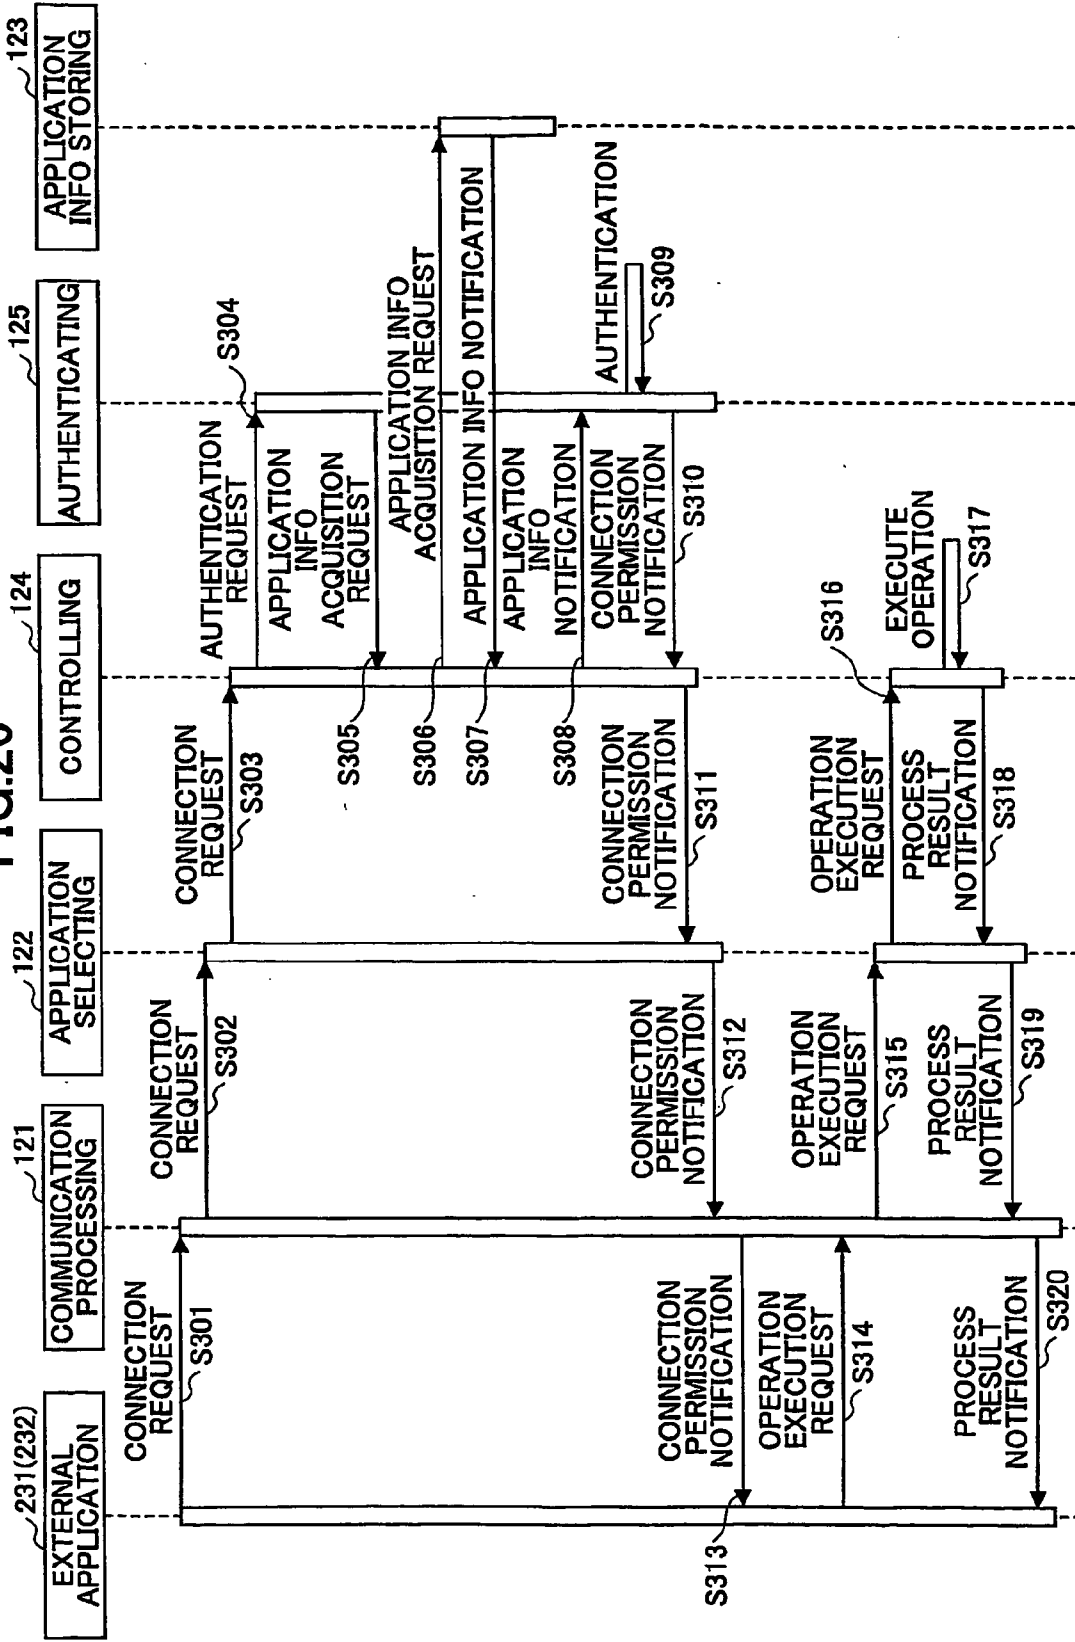 FIG.20
231(232)
EXTERNAL
APPLICATION
121
COMMUNICATION
PROCESSING
122
APPLICATION
SELECTING
124
CONTROLLING
125
AUTHENTICATING
123
APPLICATION
INFO STORING
CONNECTION
REQUEST
S301
CONNECTION
REQUEST
S302
CONNECTION
REQUEST
S303
AUTHENTICATION
REQUEST
S304
APPLICATION
INFO
ACQUISITION
REQUEST
S305
APPLICATION INFO
ACQUISITION REQUEST
S306
APPLICATION INFO NOTIFICATION
S307
APPLICATION
INFO
NOTIFICATION
S308
AUTHENTICATION
S309
CONNECTION
PERMISSION
NOTIFICATION
S310
CONNECTION
PERMISSION
NOTIFICATION
S311
CONNECTION
PERMISSION
NOTIFICATION
S312
CONNECTION
PERMISSION
NOTIFICATION
S313
OPERATION
EXECUTION
REQUEST
S314
OPERATION
EXECUTION
REQUEST
S315
OPERATION
EXECUTION
REQUEST
S316
EXECUTE
OPERATION
S317
PROCESS
RESULT
NOTIFICATION
S318
PROCESS
RESULT
NOTIFICATION
S319
PROCESS
RESULT
NOTIFICATION
S320